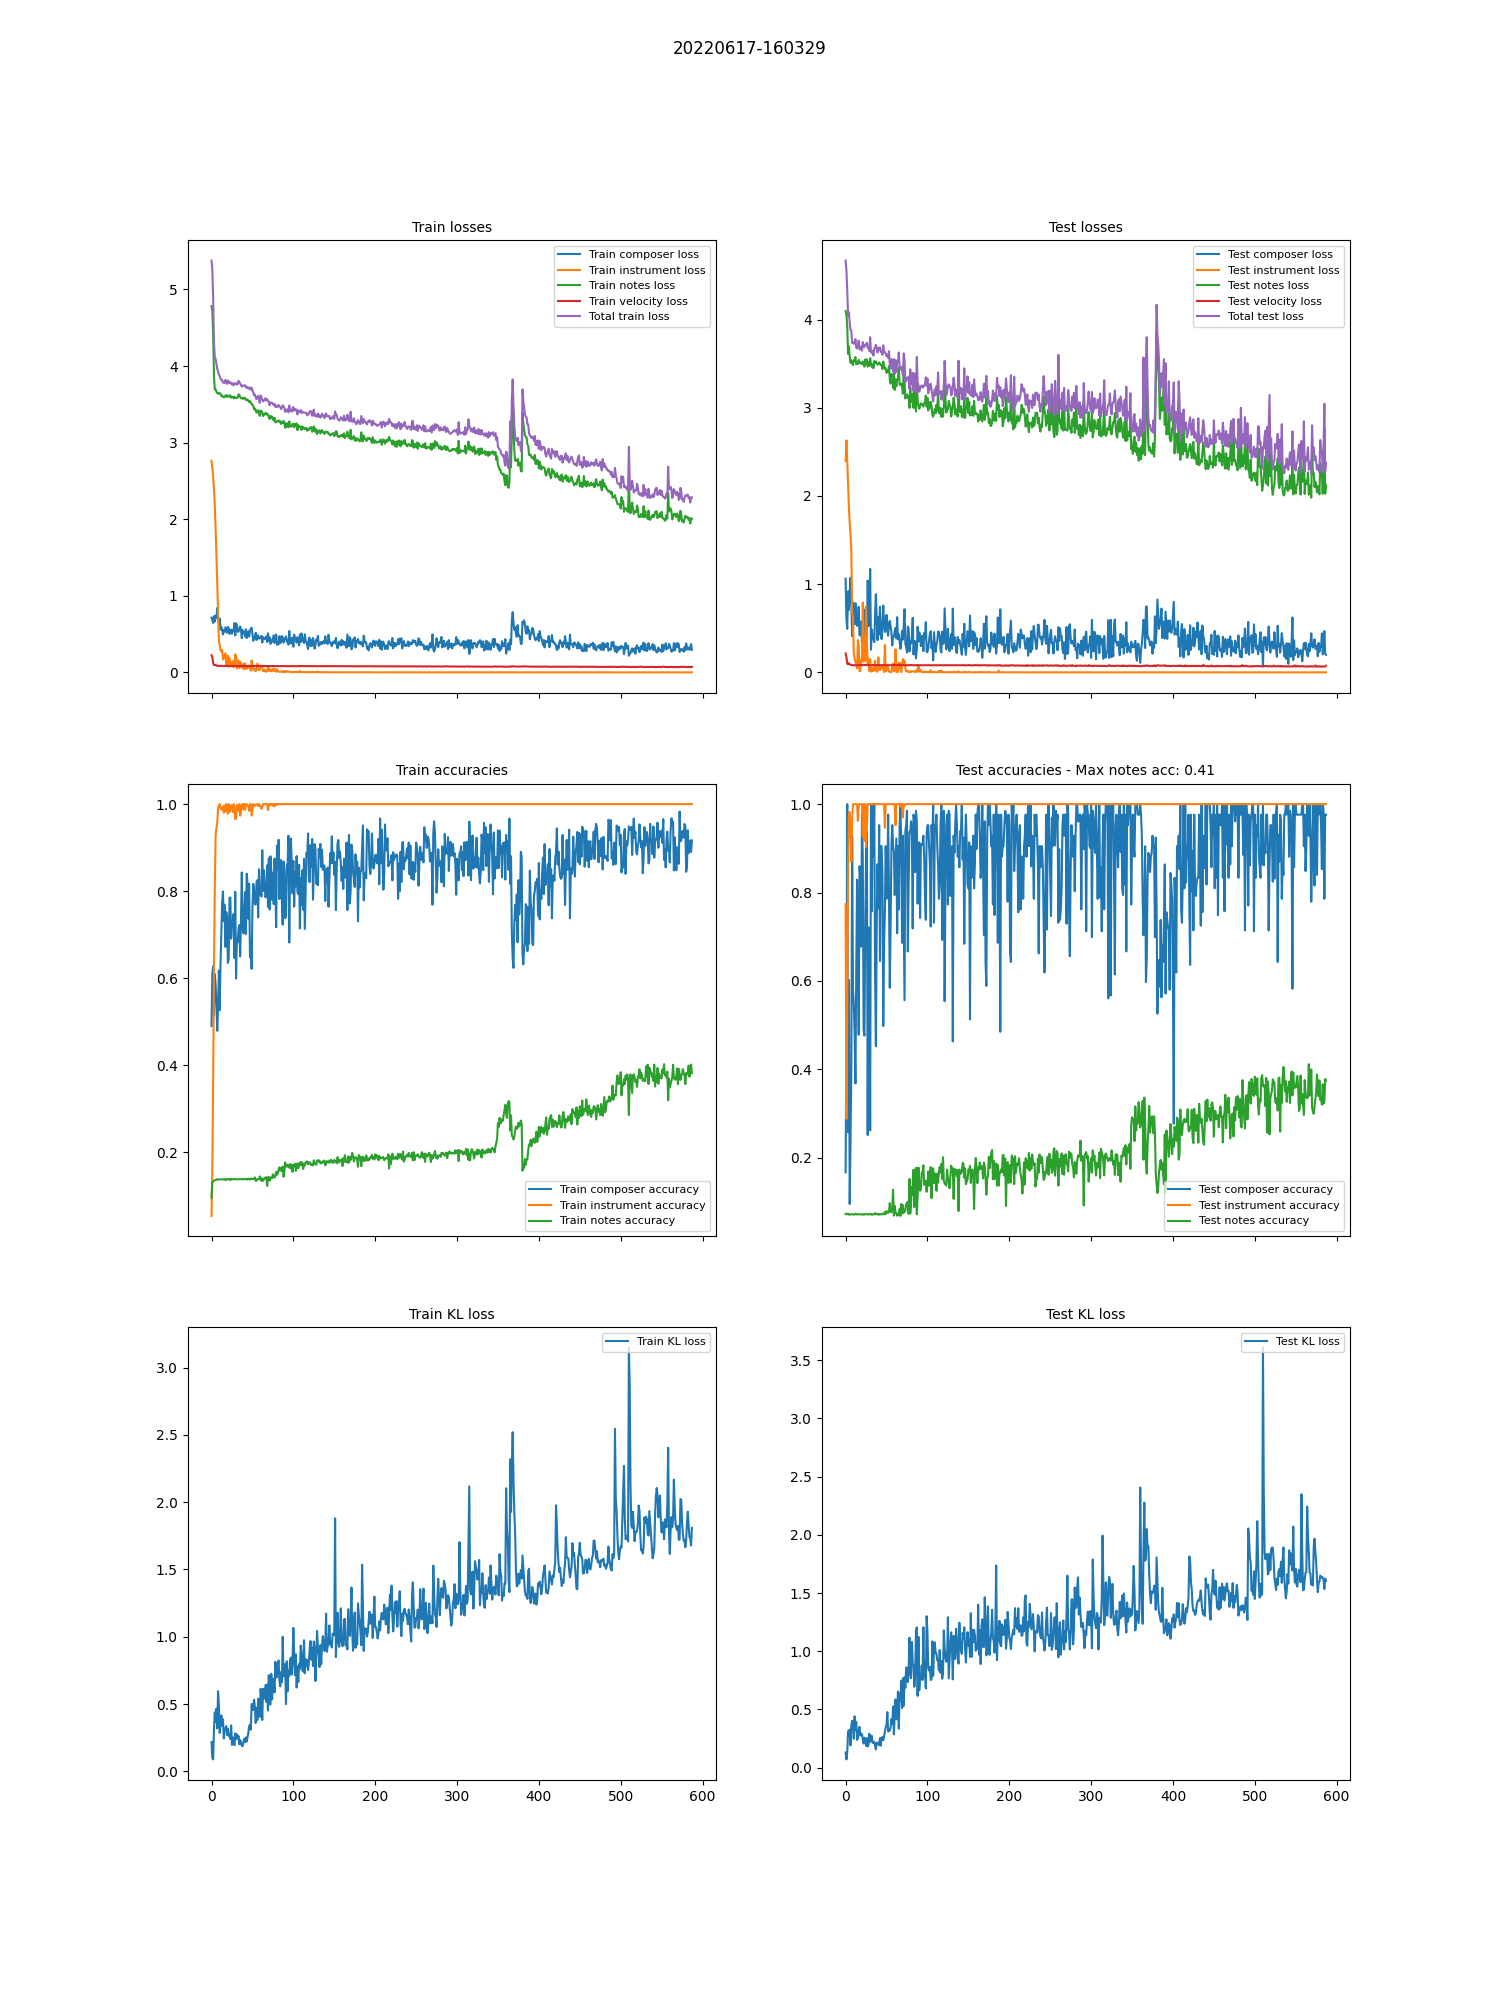 20220617-160329
Train losses
5
4
3
2
1
0
Train composer loss
Train instrument loss
Train notes loss
Train velocity loss
Total train loss
Test losses
4
3
2
1
0
Test composer loss
Test instrument loss
Test notes loss
Test velocity loss
Total test loss
Train accuracies
1.0
0.8
0.6
0.4
0.2
Train composer accuracy
Train instrument accuracy
Train notes accuracy
Test accuracies - Max notes acc: 0.41
1.0
0.8
0.6
0.4
0.2
Test composer accuracy
Test instrument accuracy
Test notes accuracy
Train KL loss
Train KL loss
3.0
2.5
2.0
1.5
1.0
0.5
0.0
0 100 200 300 400 500 600
Test KL loss
Test KL loss
3.5
3.0
2.5
2.0
1.5
1.0
0.5
0.0
0 100 200 300 400 500 600